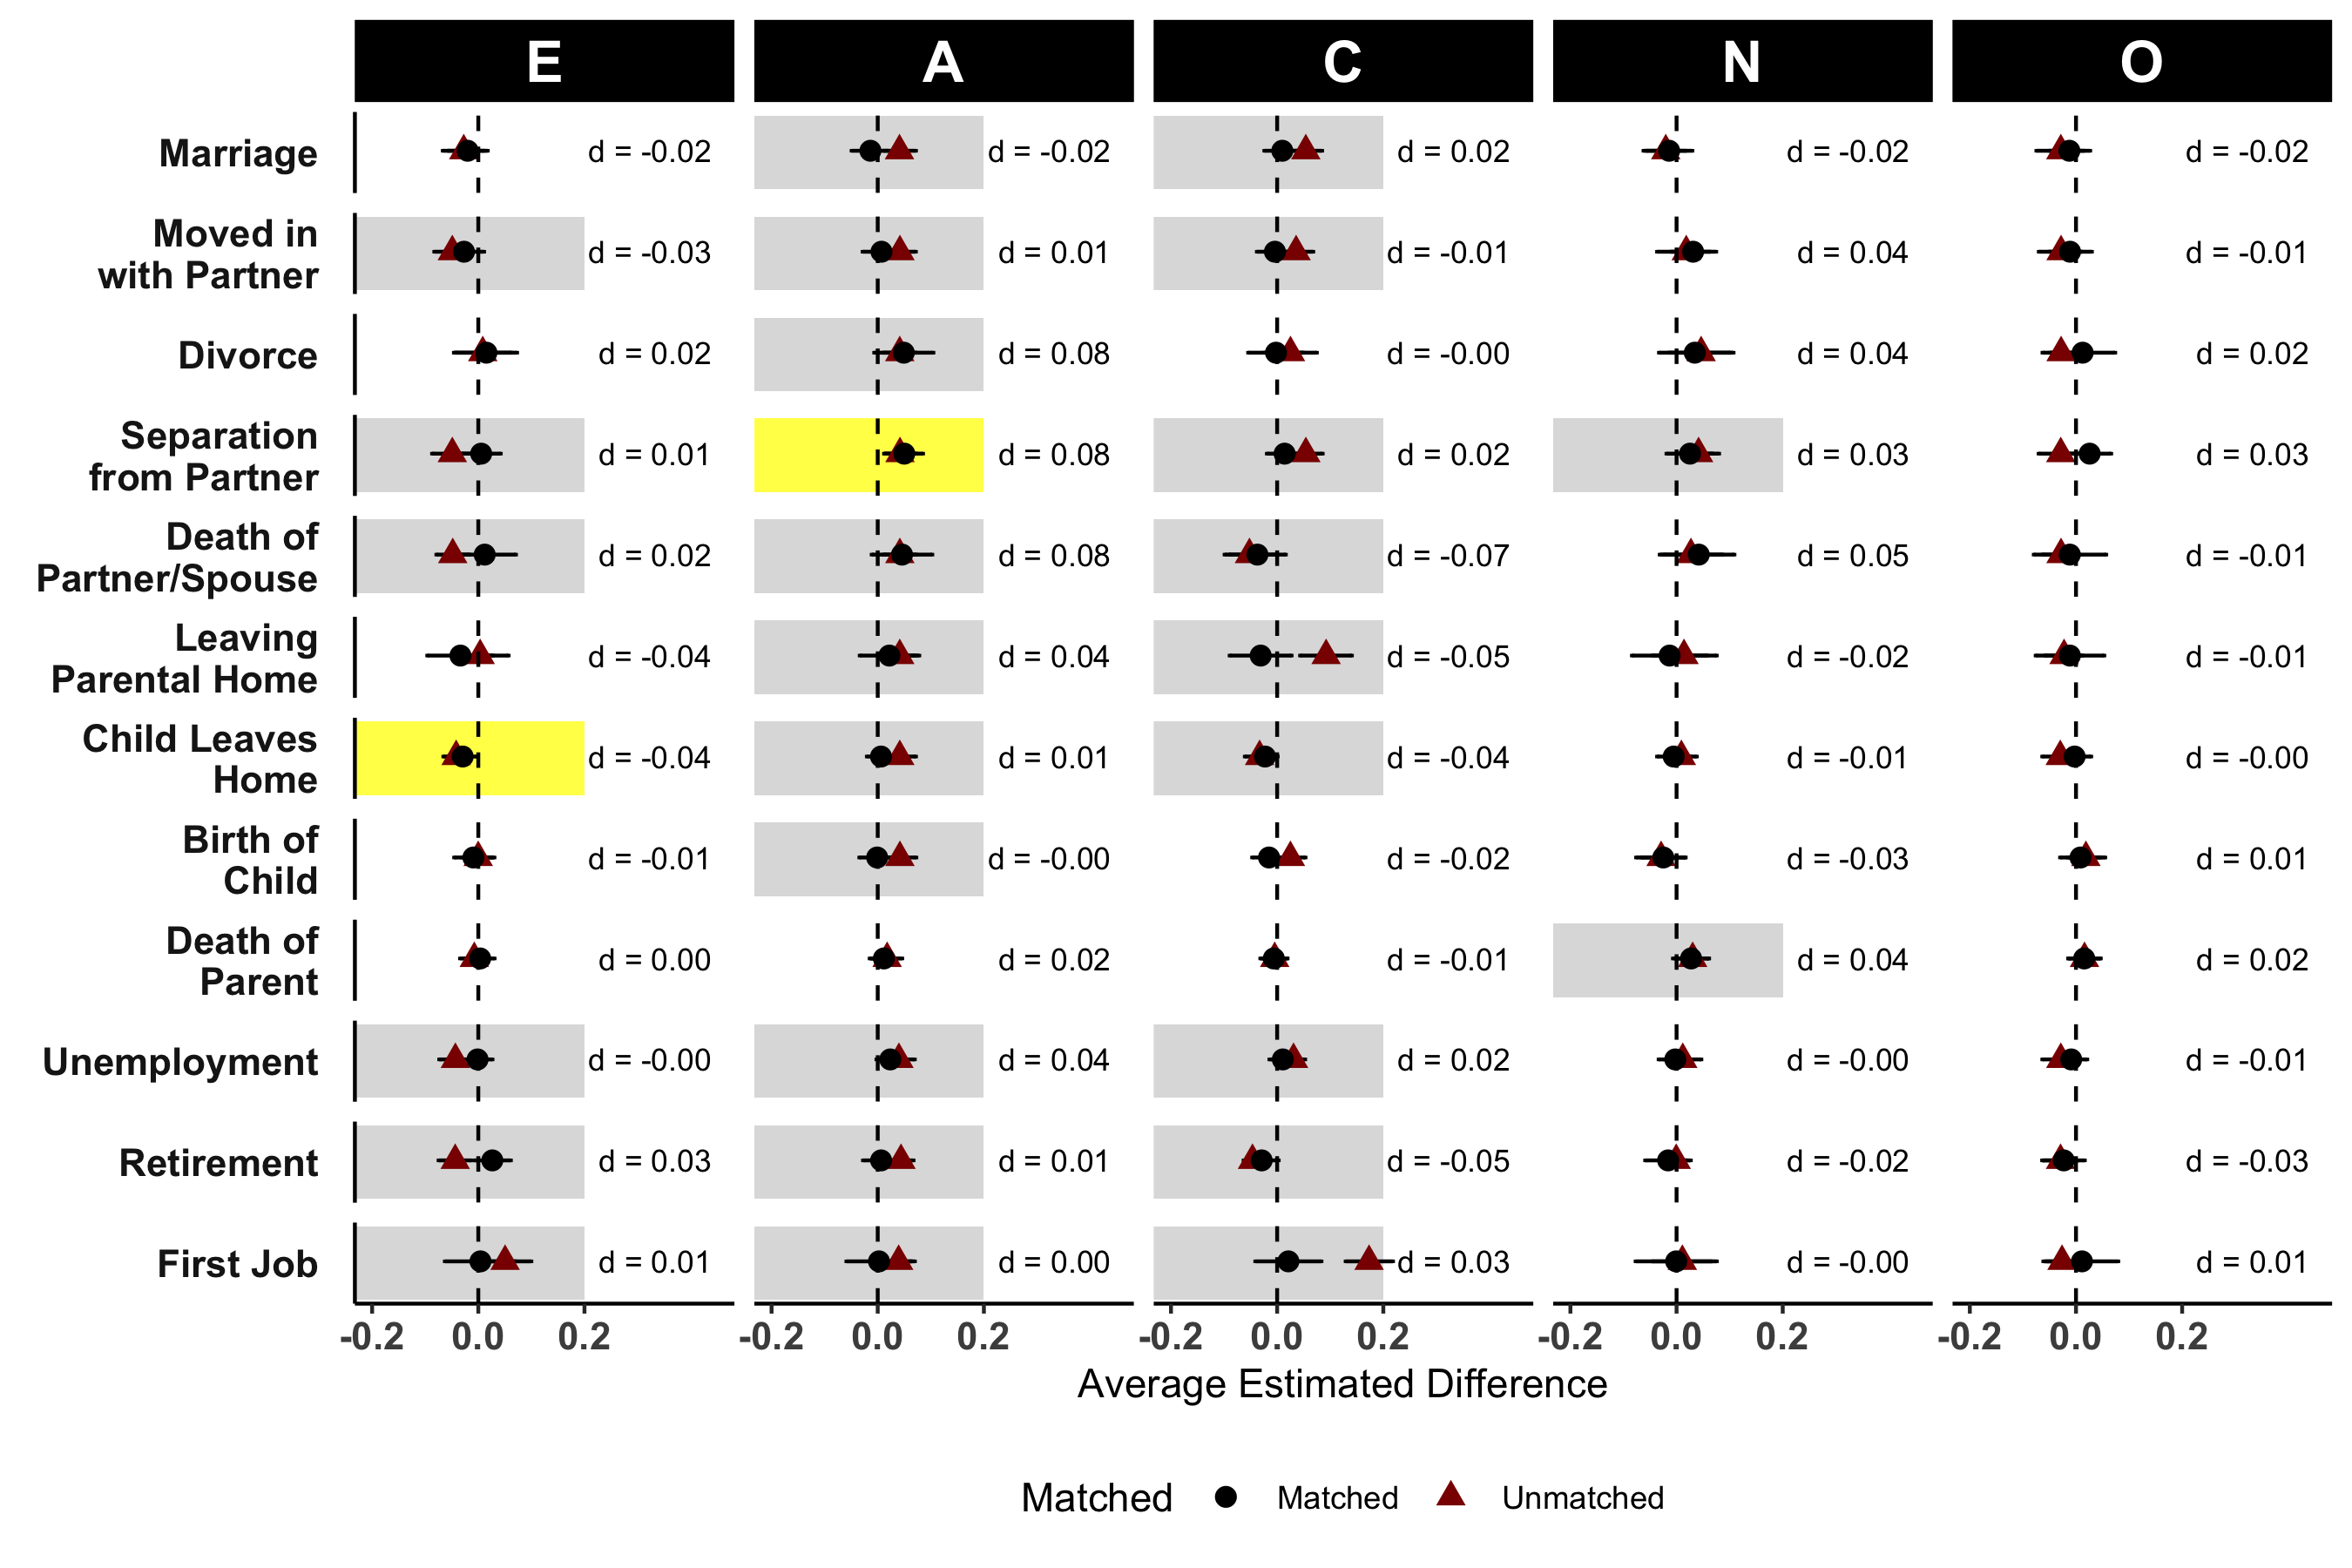 E A C N O
Marriage d = -0.02 d = -0.02 d = 0.02 d = -0.02 d = -0.02
Moved in
with Partner d = -0.03 d = 0.01 d = -0.01 d = 0.04 d = -0.01
Divorce d = 0.02 d = 0.08 d = -0.00 d = 0.04 d = 0.02
Separation
from Partner d = 0.01 d = 0.08 d = 0.02 d = 0.03 d = 0.03
Death of
Partner/Spouse d = 0.02 d = 0.08 d = -0.07 d = 0.05 d = -0.01
Leaving
Parental Home d = -0.04 d = 0.04 d = -0.05 d = -0.02 d = -0.01
Child Leaves
Home d = -0.04 d = 0.01 d = -0.04 d = -0.01 d = -0.00
Birth of
Child d = -0.01 d = -0.00 d = -0.02 d = -0.03 d = 0.01
Death of
Parent d = 0.00 d = 0.02 d = -0.01 d = 0.04 d = 0.02
Unemployment d = -0.00 d = 0.04 d = 0.02 d = -0.00 d = -0.01
Retirement d = 0.03 d = 0.01 d = -0.05 d = -0.02 d = -0.03
First Job d = 0.01 d = 0.00 d = 0.03 d = -0.00 d = 0.01
-0.2 0.0 0.2 -0.2 0.0 0.2 -0.2 0.0 0.2 -0.2 0.0 0.2 -0.2 0.0 0.2
Average Estimated Difference
Matched Matched Unmatched